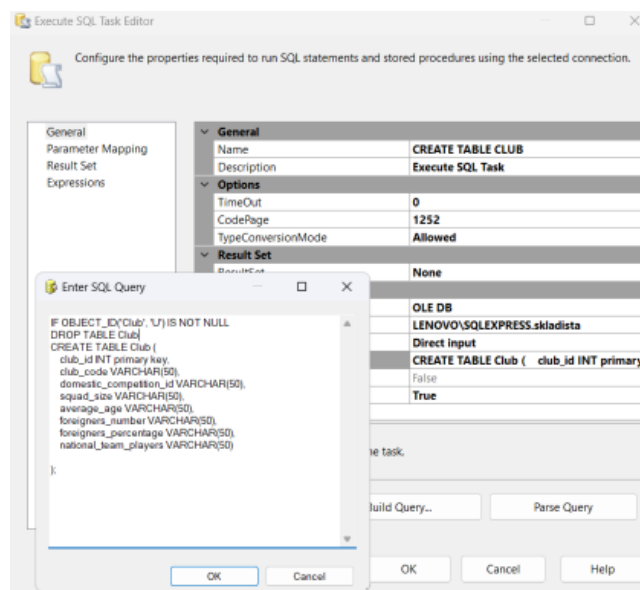 Execute SQL Task Editor
Configure the properties required to run SQL statements and stored procedures using the selected connection.
General
Parameter Mapping
Result Set
Expressions
General
Name CREATE TABLE CLUB
Description Execute SQL Task
Options
TimeOut 0
CodePage 1252
TypeConversionMode Allowed
Result Set
ResultSet None
OLE DB
LENOVO\SQLEXPRESS.skladista
Direct input
CREATE TABLE Club ( club_id INT primary
False
True
Enter SQL Query
IF OBJECT_ID('Club', 'U') IS NOT NULL
DROP TABLE Club
CREATE TABLE Club (
club_id INT primary key,
club_code VARCHAR(50),
domestic_competition_id VARCHAR(50),
squad_size VARCHAR(50),
average_age VARCHAR(50),
foreigners_number VARCHAR(50),
foreigners_percentage VARCHAR(50),
national_team_players VARCHAR(50)
);
OK Cancel
task.
Build Query... Parse Query
OK Cancel Help